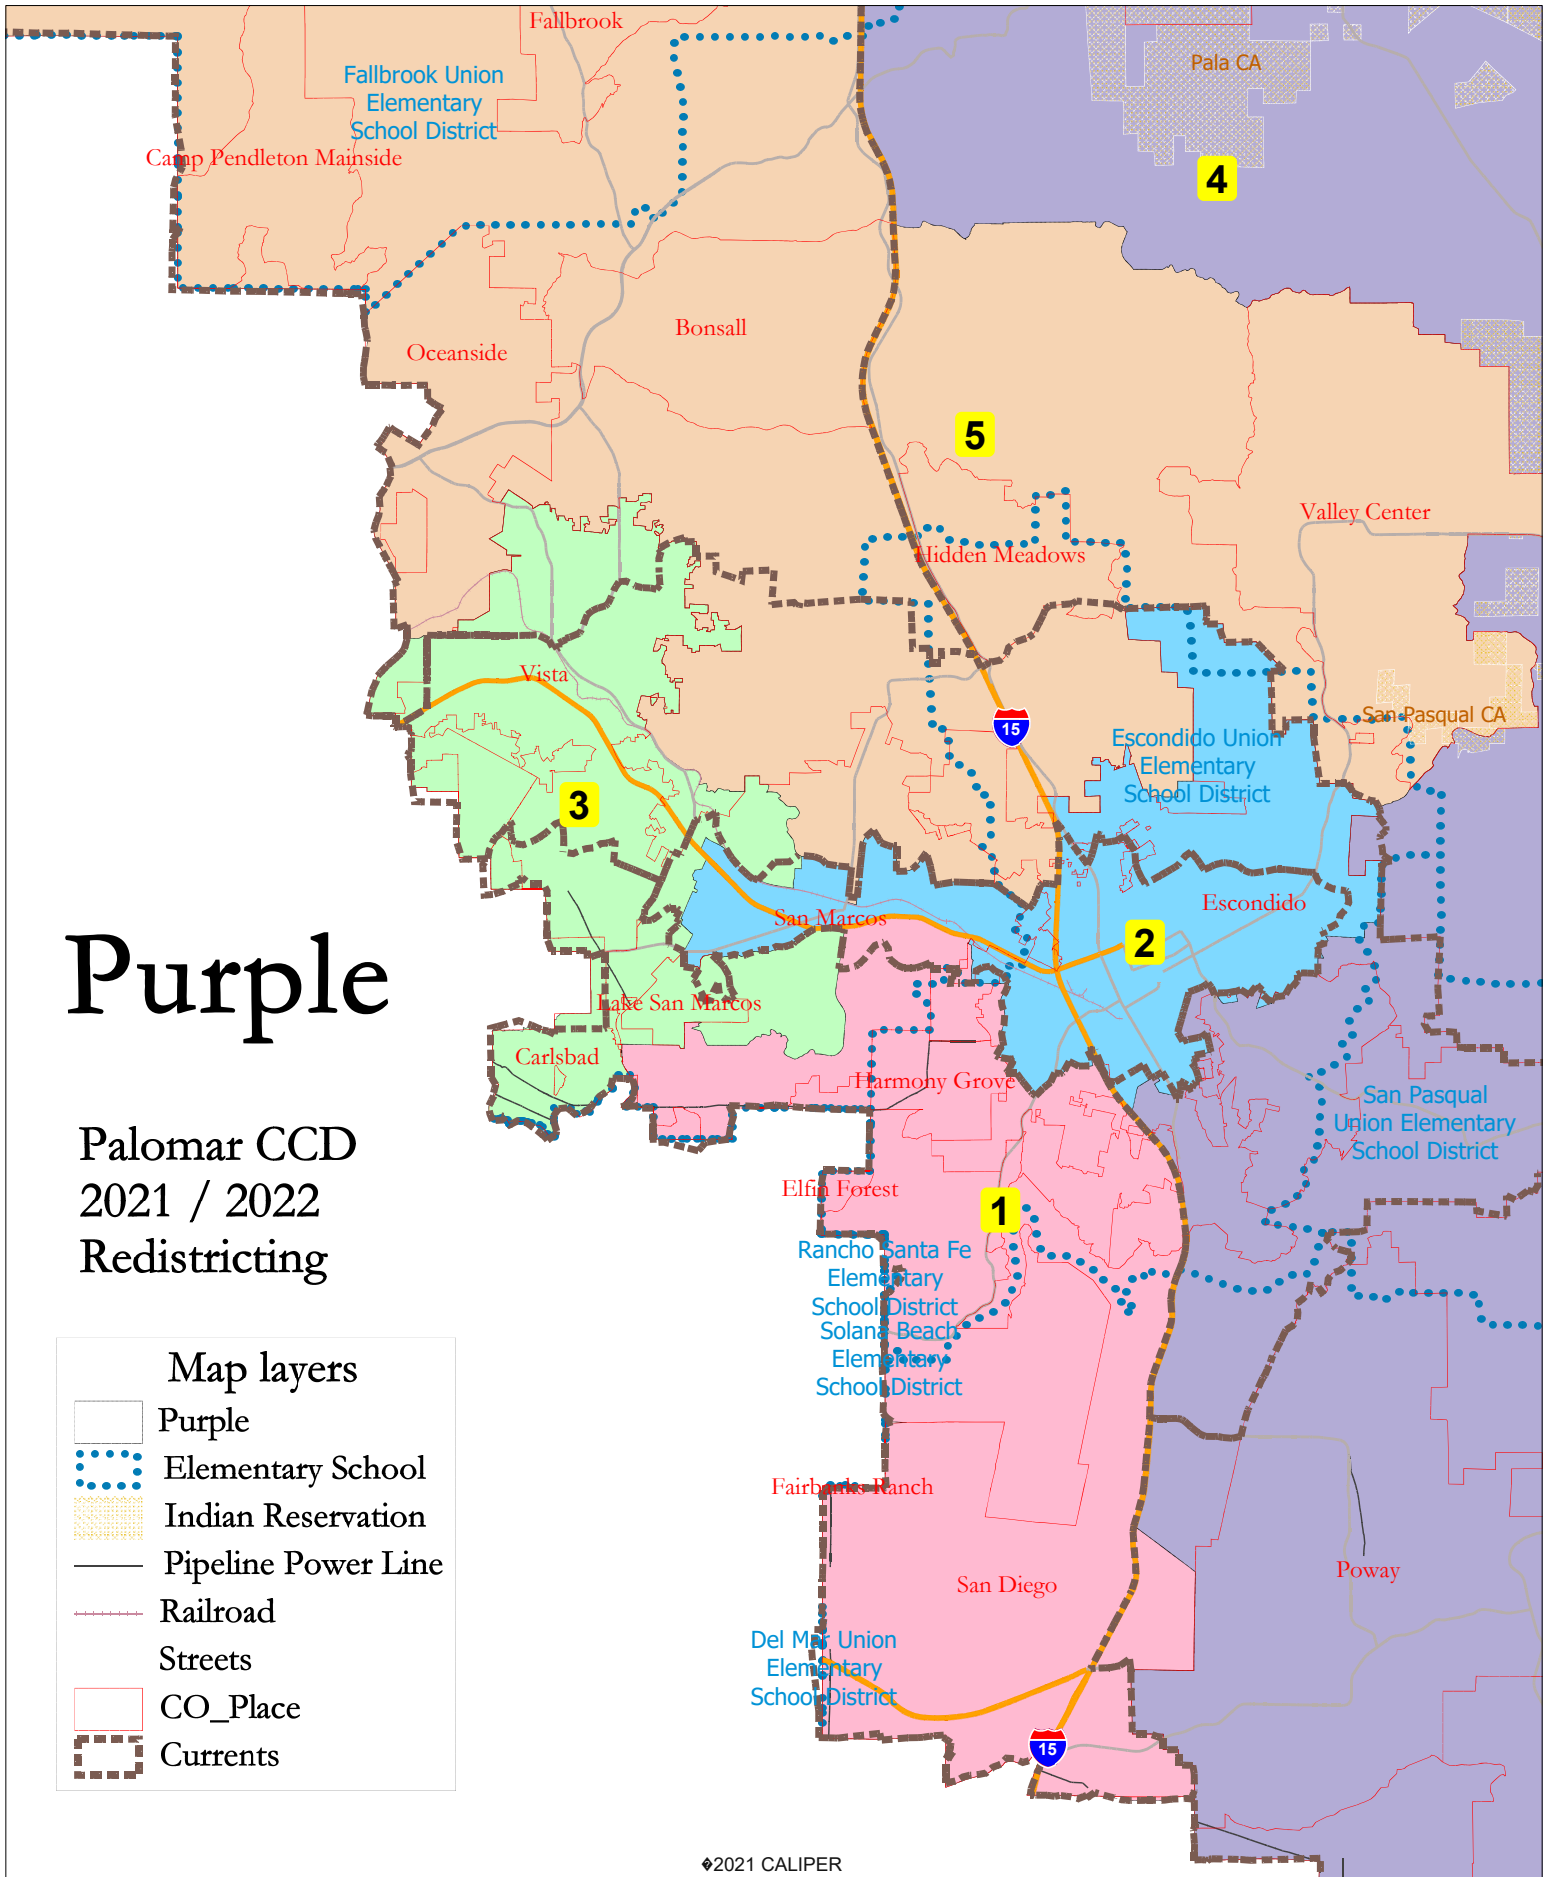 Fallbrook
Fallbrook Union
Elementary
School District
Pala CA
Camp Pendleton Mainside
4
Bonsall
Oceanside
5
Valley Center
Hidden Meadows
Vista
San Pasqual CA
15
Escondido Union
Elementary
School District
3
Escondido
San Marcos
2
Purple
Lake San Marcos
Carlsbad
Harmony Grove
San Pasqual
Union Elementary
School District
Palomar CCD
2021 / 2022
Redistricting
Elfin Forest
1
Rancho Santa Fe
Elementary
School District
Solana Beach
Elementary
School District
Map layers
Purple
Elementary School
Indian Reservation
Pipeline Power Line
Railroad
Streets
CO_Place
Currents
Fairbanks Ranch
San Diego
Poway
Del Mar Union
Elementary
School District
15
�2021 CALIPER